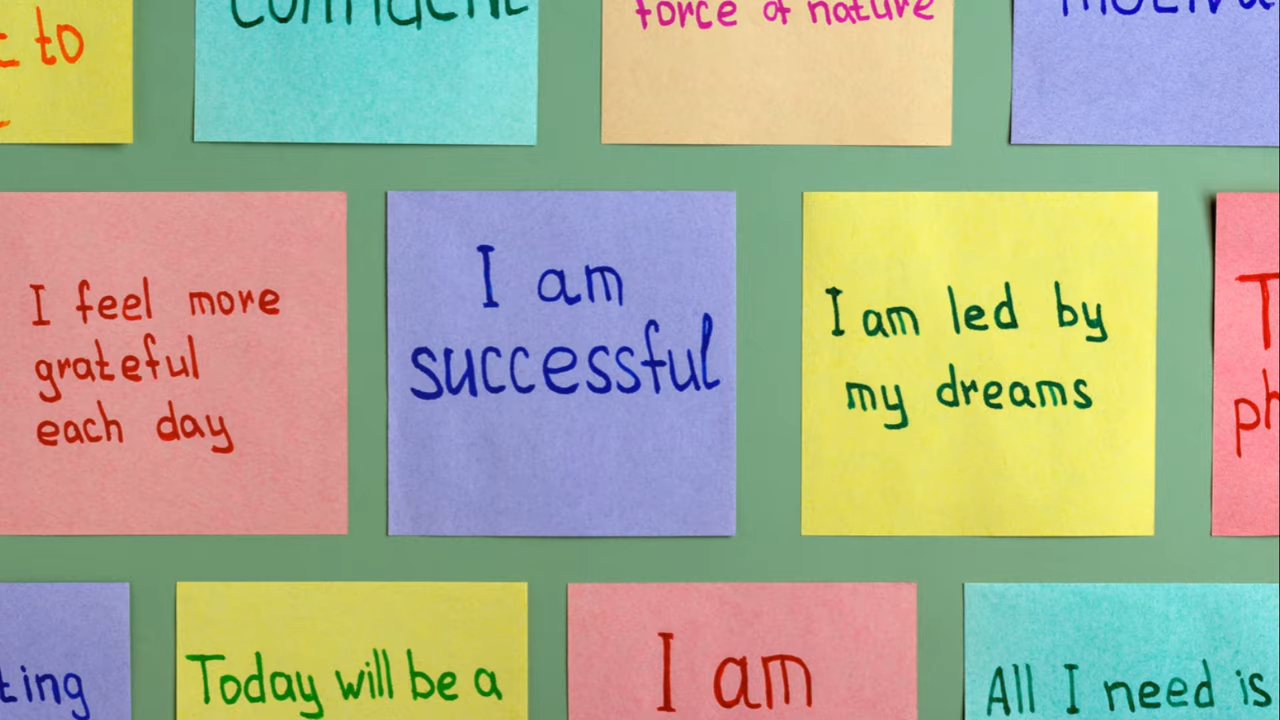 to
confident
force of nature
I feel more
grateful
each day
I am
successful
I am led by
my dreams
Today will be a
I am
All I need is